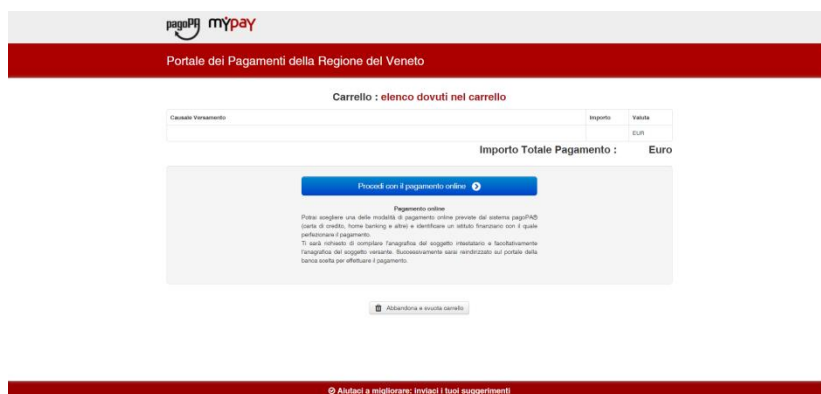 pagoPA mypay
Portale dei Pagamenti della Regione del Veneto
Carrello : elenco dovuti nel carrello
Causale Versamento Importo Valuta
EUR
Importo Totale Pagamento : Euro
Procedi con il pagamento online
Pagamento online
Potrai scegliere una delle modalità di pagamento online previste dal sistema pagoPA®
(carta di credito, home banking e altre) e identificare un istituto finanziario con il quale
perfezionare il pagamento.
Ti sarà richiesto di compilare l'anagrafica del soggetto intestatario e facoltativamente
l'anagrafica del soggetto versante. Successivamente sarai reindirizzato sul portale della
banca scelta per effettuare il pagamento.
Abbandona e svuota carrello
Aiutaci a migliorare: inviaci i tuoi suggerimenti